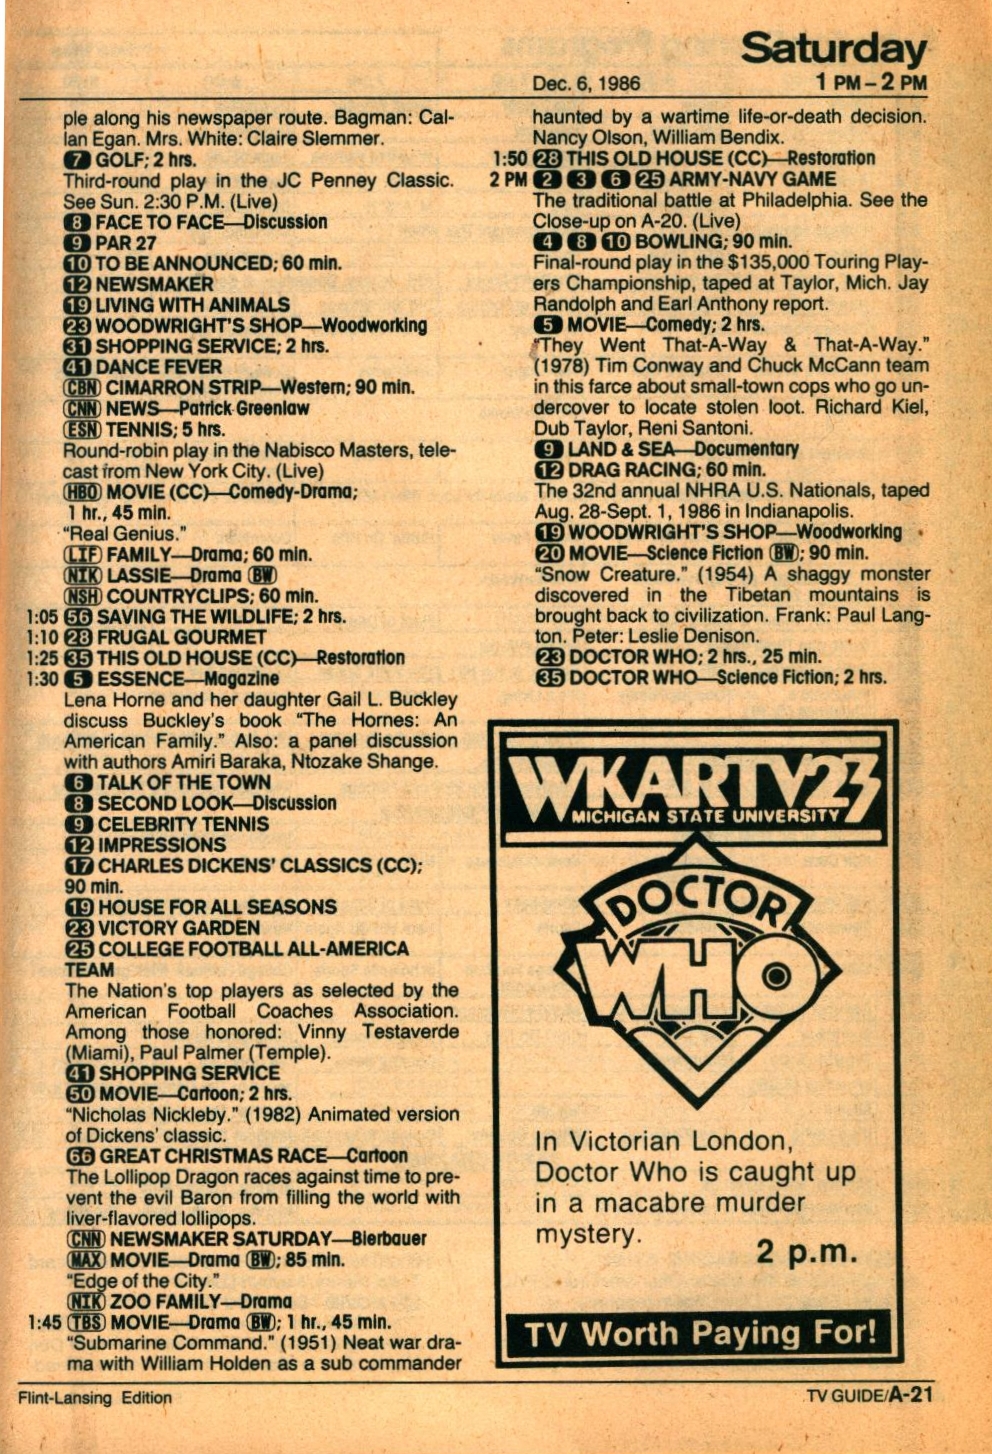 Saturday
Dec. 6, 1986 1 PM – 2 PM
ple along his newspaper route. Bagman: Cal-
lan Egan. Mrs. White: Claire Slemmer.
7 GOLF; 2 hrs.
Third-round play in the JC Penney Classic.
See Sun. 2:30 P.M. (Live)
8 FACE TO FACE—Discussion
9 PAR 27
10 TO BE ANNOUNCED; 60 min.
12 NEWSMAKER
19 LIVING WITH ANIMALS
23 WOODWRIGHT'S SHOP—Woodworking
31 SHOPPING SERVICE; 2 hrs.
41 DANCE FEVER
CBN CIMARRON STRIP—Western; 90 min.
CNN NEWS—Patrick Greenlaw
ESN TENNIS; 5 hrs.
Round-robin play in the Nabisco Masters, tele-
cast from New York City. (Live)
HBO MOVIE (CC)—Comedy-Drama;
1 hr., 45 min.
“Real Genius.”
LIF FAMILY—Drama; 60 min.
NIK LASSIE—Drama BW
NSH COUNTRYCLIPS; 60 min.
1:05 56 SAVING THE WILDLIFE; 2 hrs.
1:10 28 FRUGAL GOURMET
1:25 35 THIS OLD HOUSE (CC)—Restoration
1:30 5 ESSENCE—Magazine
Lena Horne and her daughter Gail L. Buckley
discuss Buckley's book “The Hornes: An
American Family.” Also: a panel discussion
with authors Amiri Baraka, Ntozake Shange.
6 TALK OF THE TOWN
8 SECOND LOOK—Discussion
9 CELEBRITY TENNIS
12 IMPRESSIONS
17 CHARLES DICKENS' CLASSICS (CC);
90 min.
19 HOUSE FOR ALL SEASONS
23 VICTORY GARDEN
25 COLLEGE FOOTBALL ALL-AMERICA
TEAM
The Nation's top players as selected by the
American Football Coaches Association.
Among those honored: Vinny Testaverde
(Miami), Paul Palmer (Temple).
41 SHOPPING SERVICE
50 MOVIE—Cartoon; 2 hrs.
“Nicholas Nickleby.” (1982) Animated version
of Dickens' classic.
66 GREAT CHRISTMAS RACE—Cartoon
The Lollipop Dragon races against time to pre-
vent the evil Baron from filling the world with
liver-flavored lollipops.
CNN NEWSMAKER SATURDAY—Bierbauer
MAX MOVIE—Drama BW; 85 min.
“Edge of the City.”
NIK ZOO FAMILY—Drama
1:45 TBS MOVIE—Drama BW; 1 hr., 45 min.
“Submarine Command.” (1951) Neat war dra-
ma with William Holden as a sub commander
haunted by a wartime life-or-death decision.
Nancy Olson, William Bendix.
1:50 28 THIS OLD HOUSE (CC)—Restoration
2 PM 2 3 6 25 ARMY-NAVY GAME
The traditional battle at Philadelphia. See the
Close-up on A-20. (Live)
4 8 10 BOWLING; 90 min.
Final-round play in the $135,000 Touring Play-
ers Championship, taped at Taylor, Mich. Jay
Randolph and Earl Anthony report.
5 MOVIE—Comedy; 2 hrs.
“They Went That-A-Way & That-A-Way.”
(1978) Tim Conway and Chuck McCann team
in this farce about small-town cops who go un-
dercover to locate stolen loot. Richard Kiel,
Dub Taylor, Reni Santoni.
9 LAND & SEA—Documentary
12 DRAG RACING; 60 min.
The 32nd annual NHRA U.S. Nationals, taped
Aug. 28-Sept. 1, 1986 in Indianapolis.
19 WOODWRIGHT'S SHOP—Woodworking
20 MOVIE—Science Fiction BW; 90 min.
“Snow Creature.” (1954) A shaggy monster
discovered in the Tibetan mountains is
brought back to civilization. Frank: Paul Lang-
ton. Peter: Leslie Denison.
23 DOCTOR WHO; 2 hrs., 25 min.
35 DOCTOR WHO—Science Fiction; 2 hrs.
WKARTV23
MICHIGAN STATE UNIVERSITY
DOCTOR
WHO
In Victorian London,
Doctor Who is caught up
in a macabre murder
mystery.
2 p.m.
TV Worth Paying For!
Flint-Lansing Edition TV GUIDE/A-21